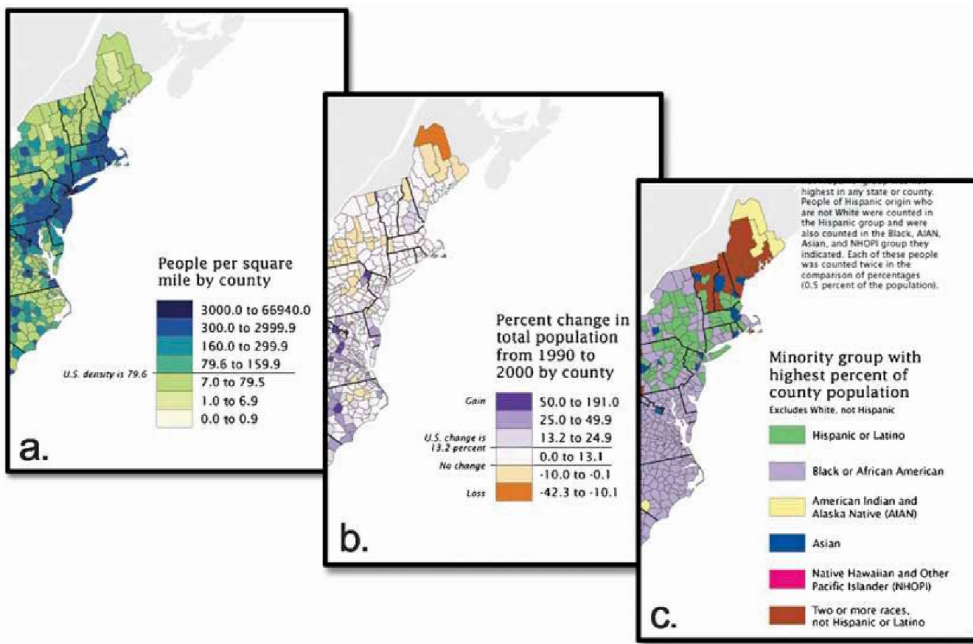 People per square
mile by county
3000.0 to 66940.0
300.0 to 2999.9
160.0 to 299.9
79.6 to 159.9
U.S. density is 79.6
7.0 to 79.5
1.0 to 6.9
0.0 to 0.9
a.
Percent change in
total population
from 1990 to
2000 by county
Gain
50.0 to 191.0
25.0 to 49.9
13.2 to 24.9
U.S. change is
13.2 percent
0.0 to 13.1
No change
-10.0 to -0.1
Loss
-42.3 to -10.1
b.
highest in any state or county.
People of Hispanic origin who
are not White were counted in
the Hispanic group and were
also counted in the Black, AIAN,
Asian, and NHOPI group they
indicated. Each of these people
was counted twice in the
comparison of percentages
(0.5 percent of the population).
Minority group with
highest percent of
county population
Excludes White, not Hispanic
Hispanic or Latino
Black or African American
American Indian and
Alaska Native (AIAN)
Asian
Native Hawaiian and Other
Pacific Islander (NHOPI)
Two or more races,
not Hispanic or Latino
c.